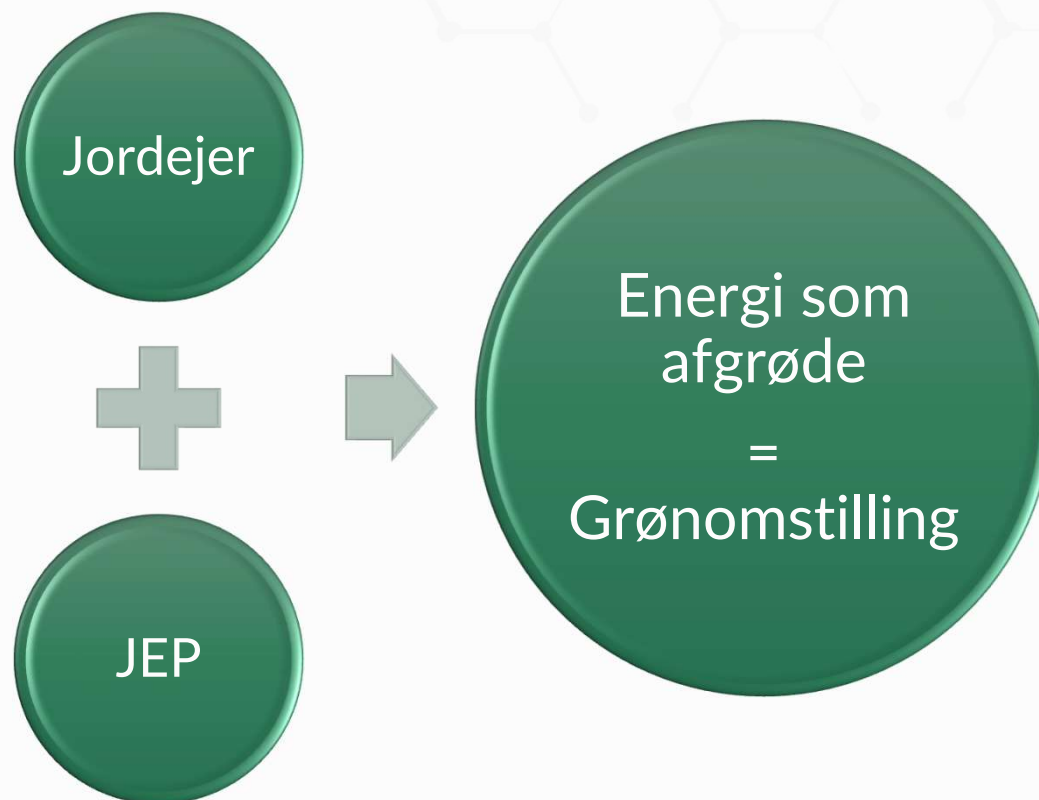 Jordejer
JEP
Energi som
afgrøde
=
Grønomstilling